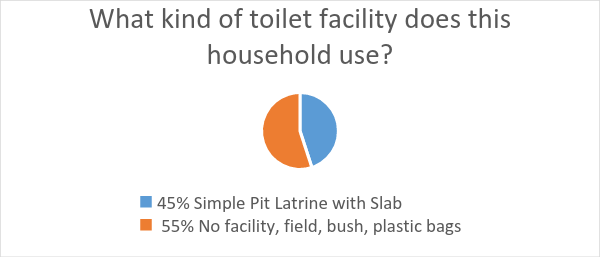 What kind of toilet facility does this
household use?
45% Simple Pit Latrine with Slab
55% No facility, field, bush, plastic bags